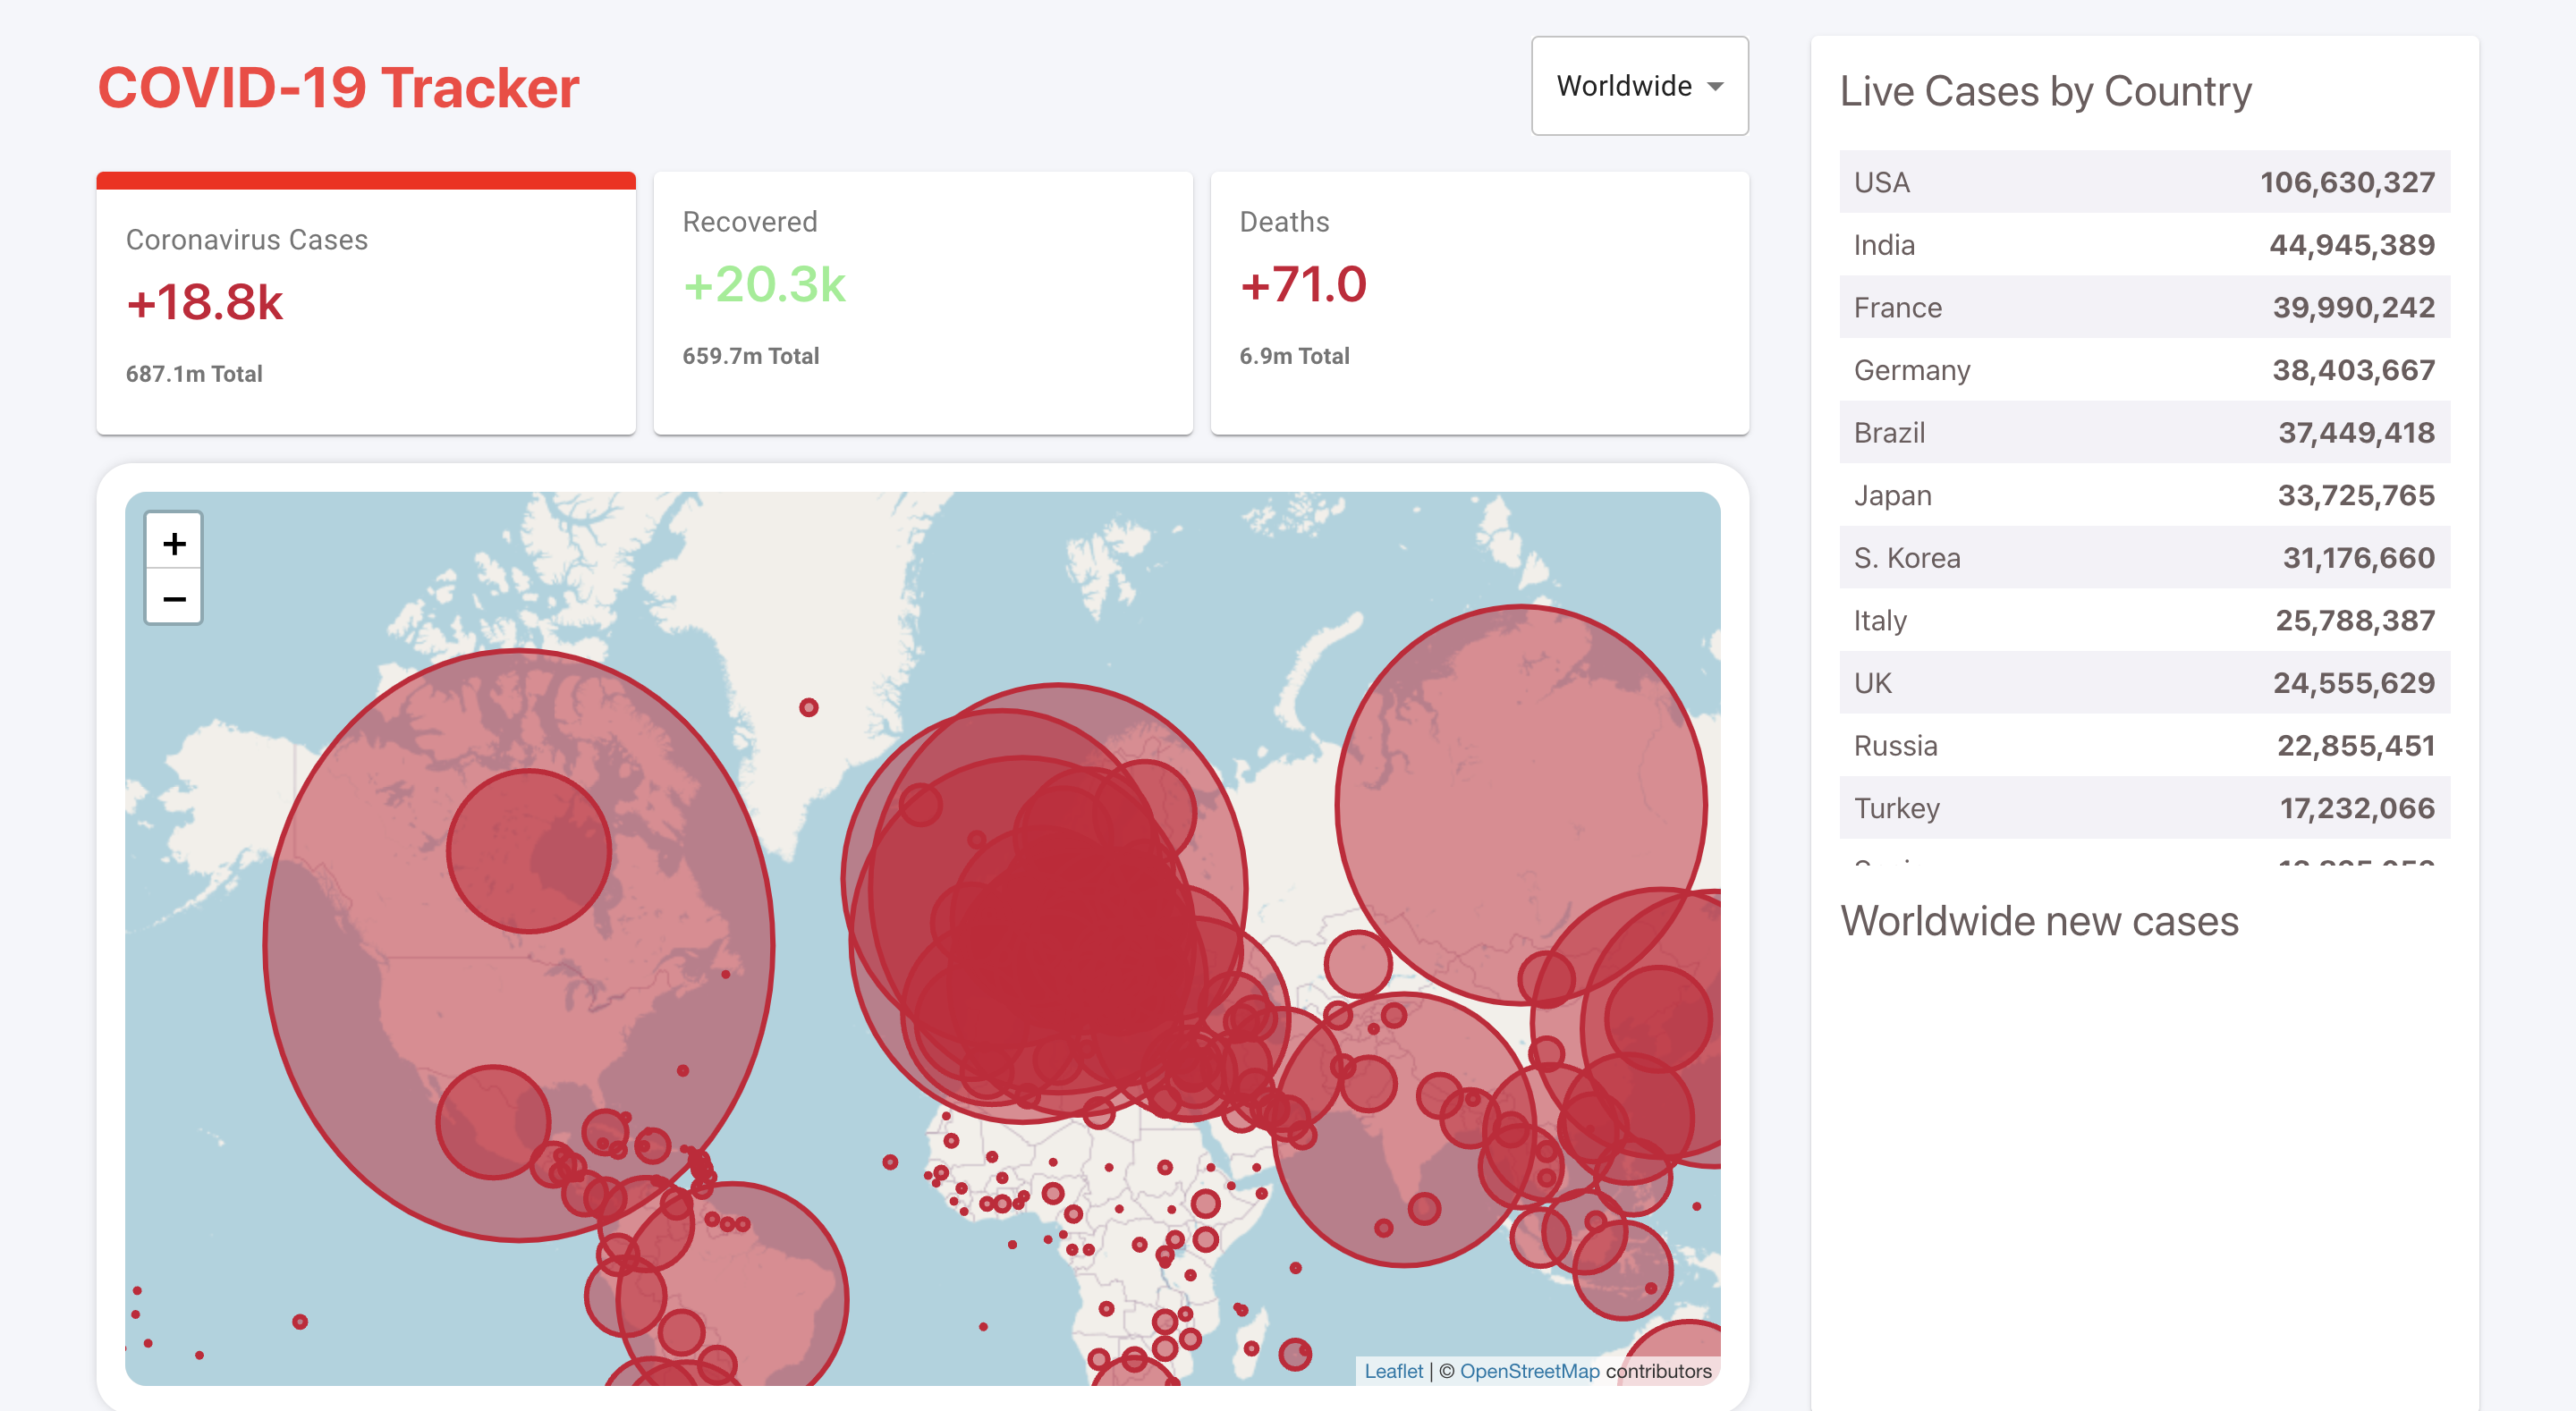 COVID-19 Tracker
Worldwide
Coronavirus Cases
+18.8k
687.1m Total
Recovered
+20.3k
659.7m Total
Deaths
+71.0
6.9m Total
+
−
Leaflet | © OpenStreetMap contributors
Live Cases by Country
USA 106,630,327
India 44,945,389
France 39,990,242
Germany 38,403,667
Brazil 37,449,418
Japan 33,725,765
S. Korea 31,176,660
Italy 25,788,387
UK 24,555,629
Russia 22,855,451
Turkey 17,232,066
Worldwide new cases